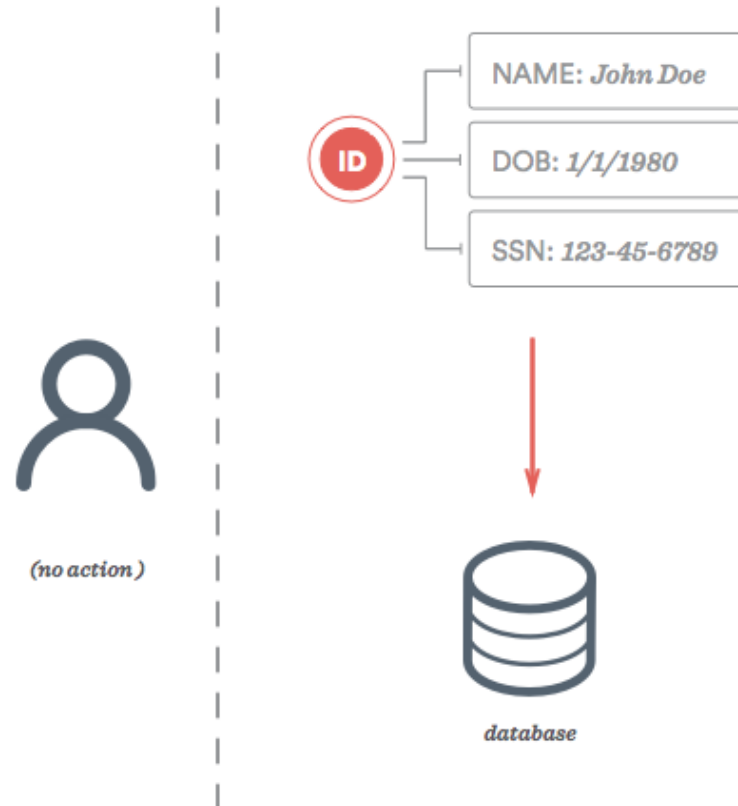 NAME: John Doe
ID
DOB: 1/1/1980
SSN: 123-45-6789
(no action)
database